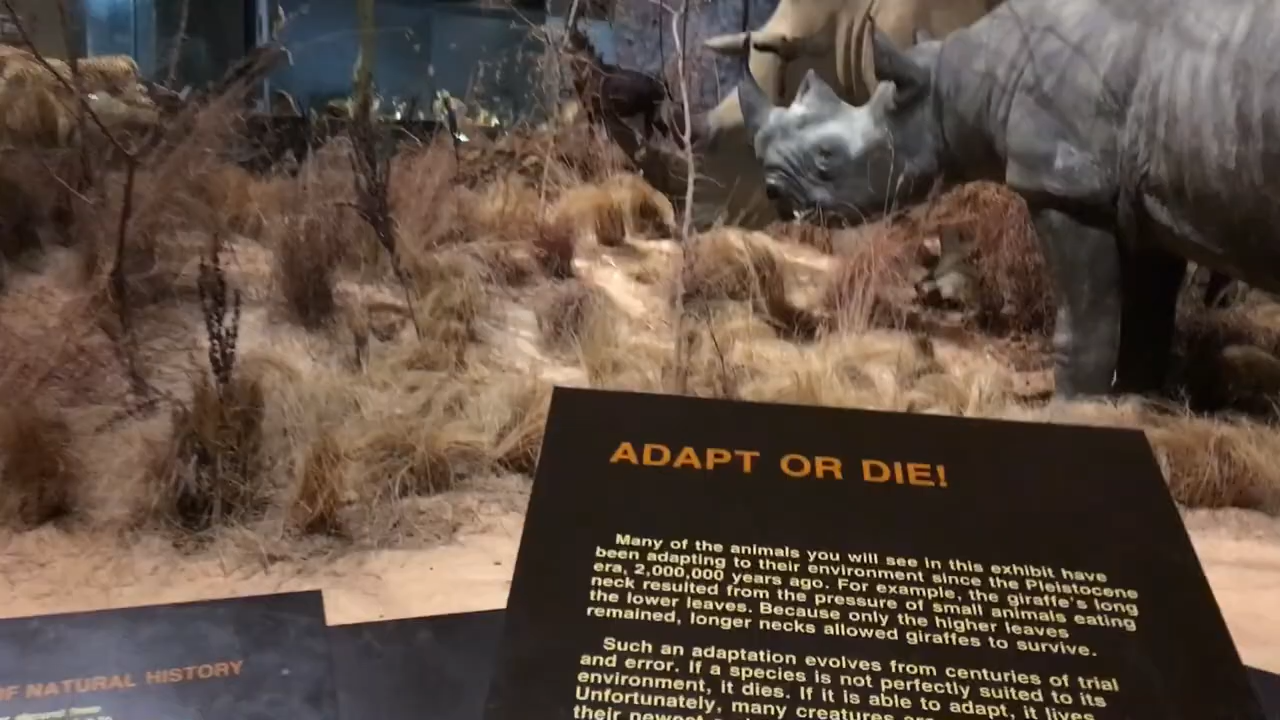 ADAPT OR DIE!
Many of the animals you will see in this exhibit have
been adapting to their environment since the Pleistocene
era, 2,000,000 years ago. For example, the giraffe's long
neck resulted from the pressure of small animals eating
the lower leaves. Because only the higher leaves
remained, longer necks allowed giraffes to survive.
Such an adaptation evolves from centuries of trial
and error. If a species is not perfectly suited to its
environment, it dies. If it is able to adapt, it lives.
Unfortunately, many creatures are
their newest
OF NATURAL HISTORY